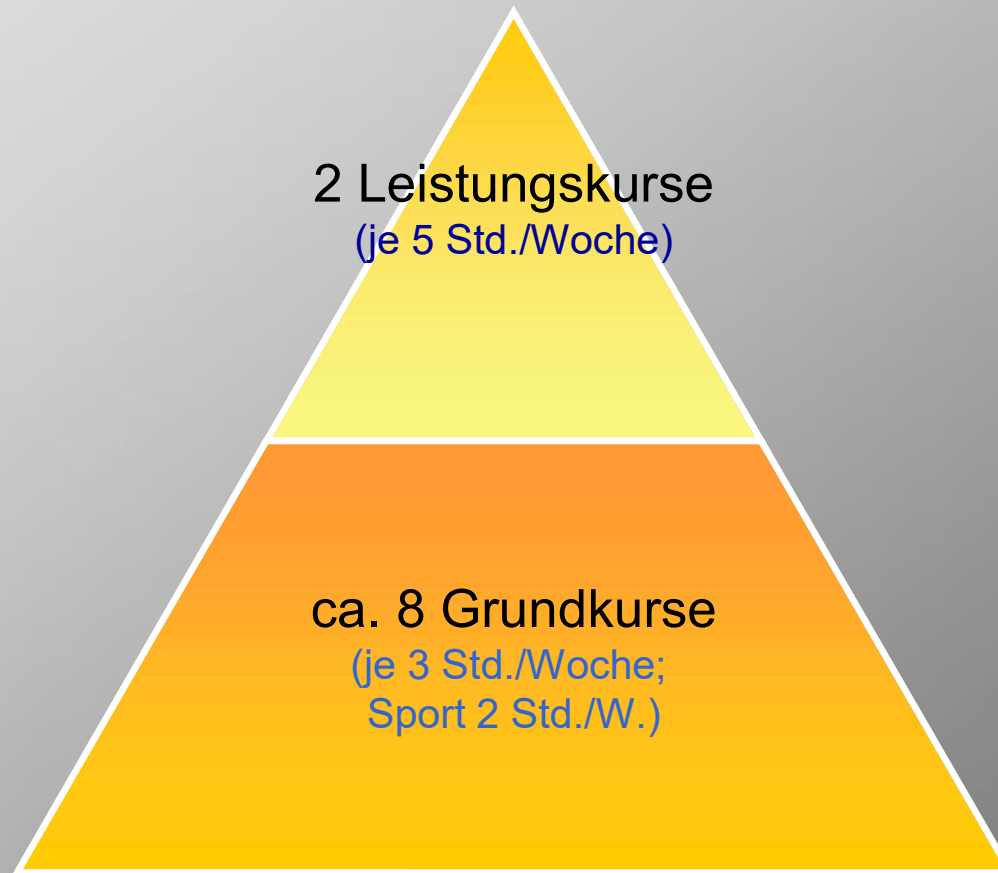 2 Leistungskurse
(je 5 Std./Woche)
ca. 8 Grundkurse
(je 3 Std./Woche;
Sport 2 Std./W.)